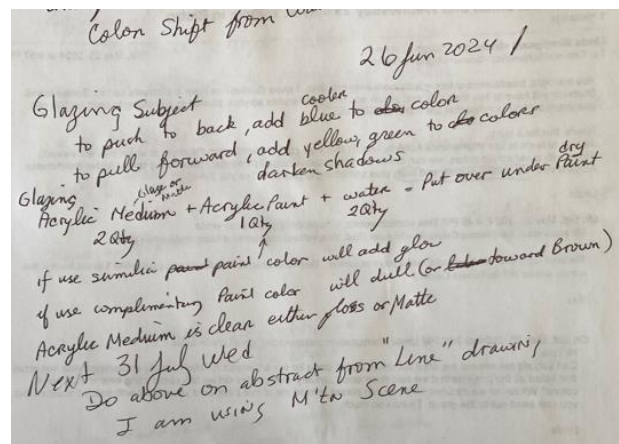 Color Shift from
26 Jun 2024 /
Glazing Subject
cooler
to push to back, add blue to color
to pull forward, add yellow, green to colors
darken shadows
Glazing
Glaze or Matte
dry
Acrylic Medium + Acrylic Paint + water - Put over under Paint
2 Qty 1 Qty 2 Qty
if use similar paint color will add glow
if use complimentary Paint color will dull (or toward Brown)
Acrylic Medium is clear either gloss or Matte
Next 31 July Wed
Do above on abstract from "Line" drawing
I am using M'tn Scene